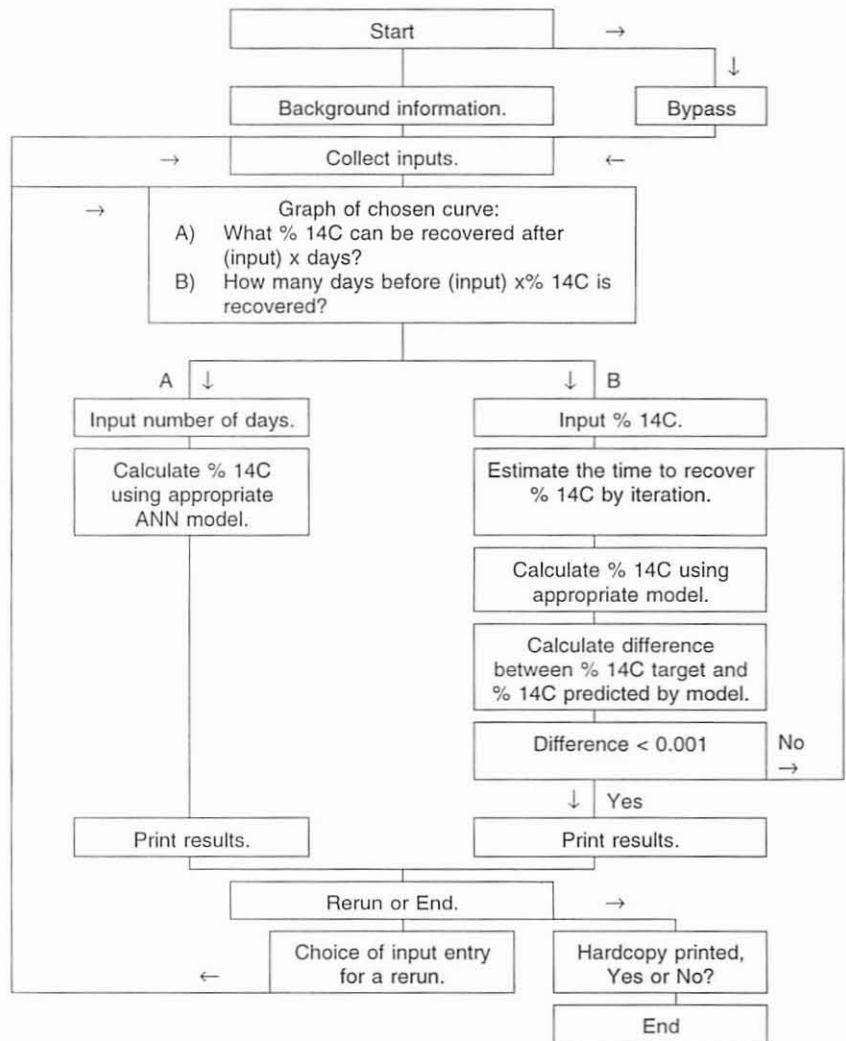 Start →
↓
Background information.
Bypass
→ Collect inputs. ←
→ Graph of chosen curve:
A) What % 14C can be recovered after
(input) x days?
B) How many days before (input) x% 14C is
recovered?
A ↓
↓ B
Input number of days.
Calculate % 14C
using appropriate
ANN model.
Print results.
Input % 14C.
Estimate the time to recover
% 14C by iteration.
Calculate % 14C using
appropriate model.
Calculate difference
between % 14C target and
% 14C predicted by model.
Difference < 0.001
No
→
↓ Yes
Print results.
Rerun or End. →
Choice of input entry
← for a rerun.
Hardcopy printed,
Yes or No?
End